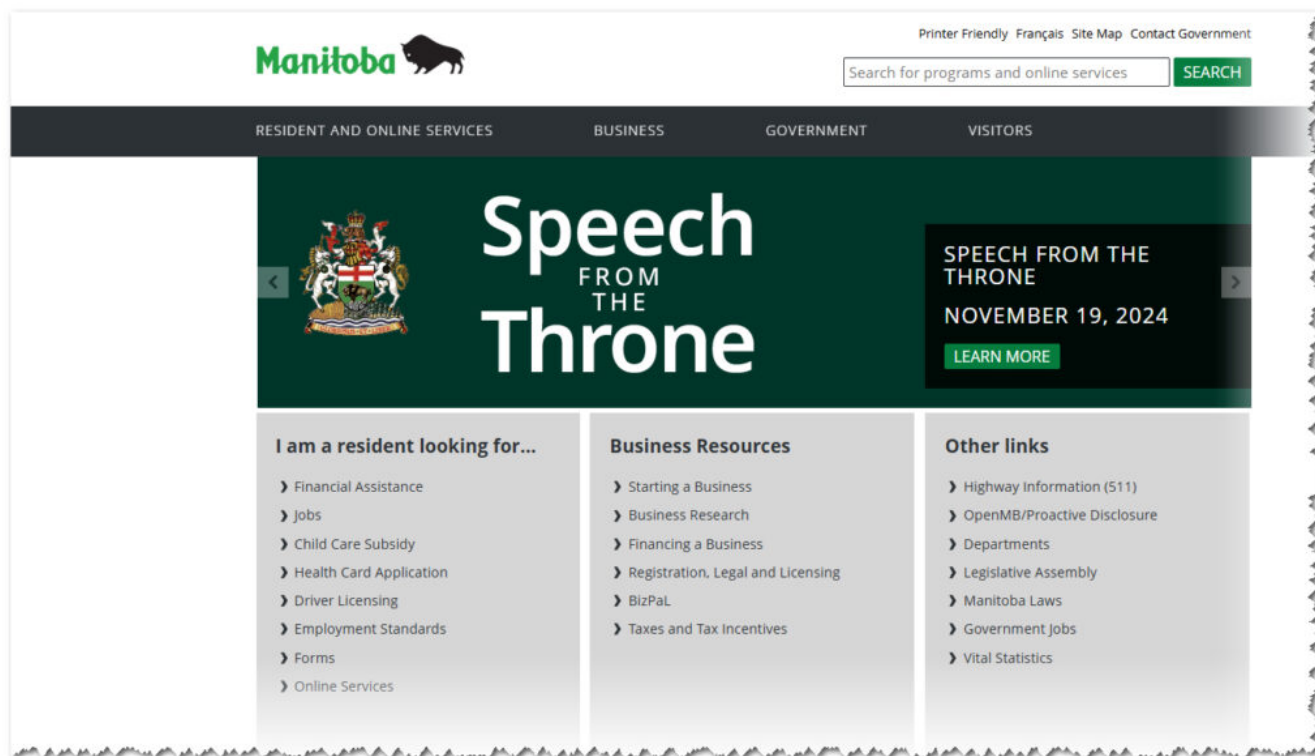 Printer Friendly Français Site Map Contact Government
Manitoba
Search for programs and online services
SEARCH
RESIDENT AND ONLINE SERVICES BUSINESS GOVERNMENT VISITORS
Speech
FROM
THE
Throne
SPEECH FROM THE
THRONE
NOVEMBER 19, 2024
LEARN MORE
I am a resident looking for...
Financial Assistance
Jobs
Child Care Subsidy
Health Card Application
Driver Licensing
Employment Standards
Forms
Online Services
Business Resources
Starting a Business
Business Research
Financing a Business
Registration, Legal and Licensing
BizPaL
Taxes and Tax Incentives
Other links
Highway Information (511)
OpenMB/Proactive Disclosure
Departments
Legislative Assembly
Manitoba Laws
Government Jobs
Vital Statistics